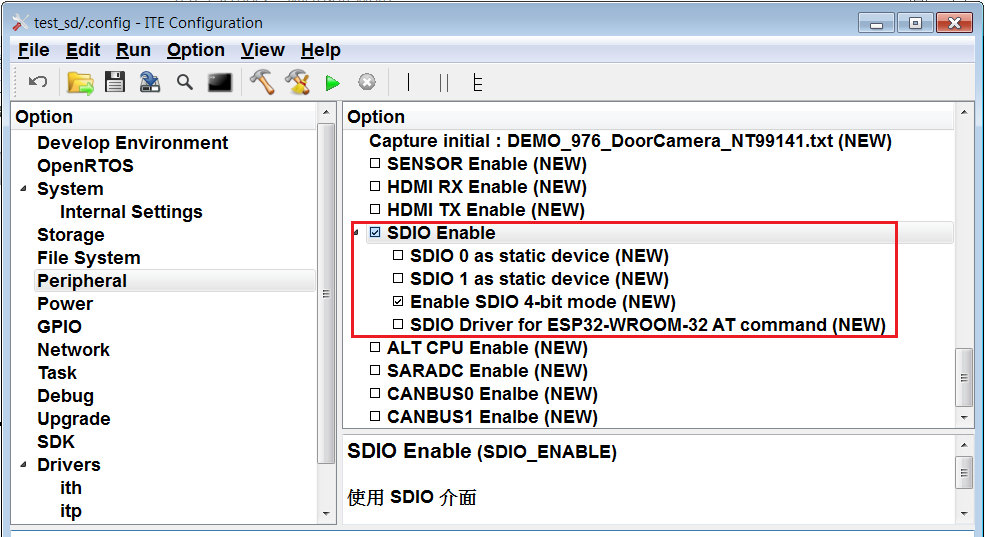 test_sd/.config - ITE Configuration
File Edit Run Option View Help
Option
Develop Environment
OpenRTOS
System
Internal Settings
Storage
File System
Peripheral
Power
GPIO
Network
Task
Debug
Upgrade
SDK
Drivers
ith
itp
Option
Capture initial : DEMO_976_DoorCamera_NT99141.txt (NEW)
SENSOR Enable (NEW)
HDMI RX Enable (NEW)
HDMI TX Enable (NEW)
SDIO Enable
SDIO 0 as static device (NEW)
SDIO 1 as static device (NEW)
Enable SDIO 4-bit mode (NEW)
SDIO Driver for ESP32-WROOM-32 AT command (NEW)
ALT CPU Enable (NEW)
SARADC Enable (NEW)
CANBUS0 Enalbe (NEW)
CANBUS1 Enalbe (NEW)
SDIO Enable (SDIO_ENABLE)
使用 SDIO 介面